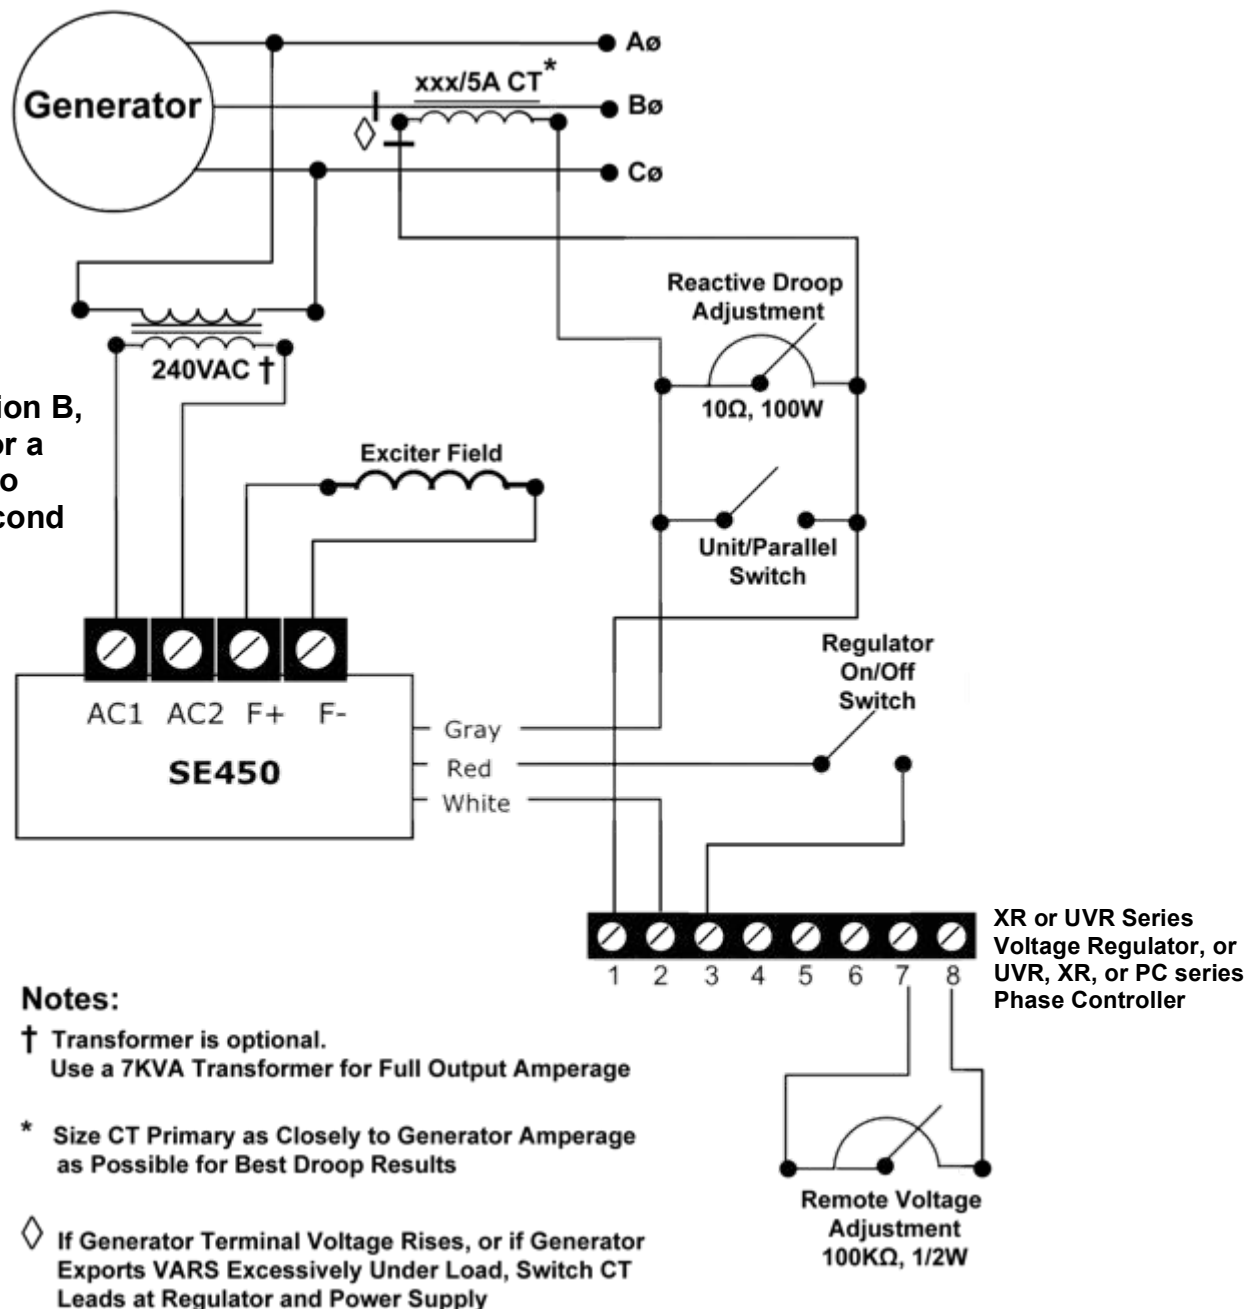 Generator
Aø
xxx/5A CT*
Bø
◊
Cø
Reactive Droop
Adjustment
10Ω, 100W
240VAC †
ion B,
or a
o
cond
Exciter Field
Unit/Parallel
Switch
Regulator
On/Off
Switch
AC1 AC2 F+ F-
SE450
Gray
Red
White
1 2 3 4 5 6 7 8
XR or UVR Series
Voltage Regulator, or
UVR, XR, or PC series
Phase Controller
Notes:
† Transformer is optional.
Use a 7KVA Transformer for Full Output Amperage
* Size CT Primary as Closely to Generator Amperage
as Possible for Best Droop Results
◊ If Generator Terminal Voltage Rises, or if Generator
Exports VARS Excessively Under Load, Switch CT
Leads at Regulator and Power Supply
Remote Voltage
Adjustment
100KΩ, 1/2W